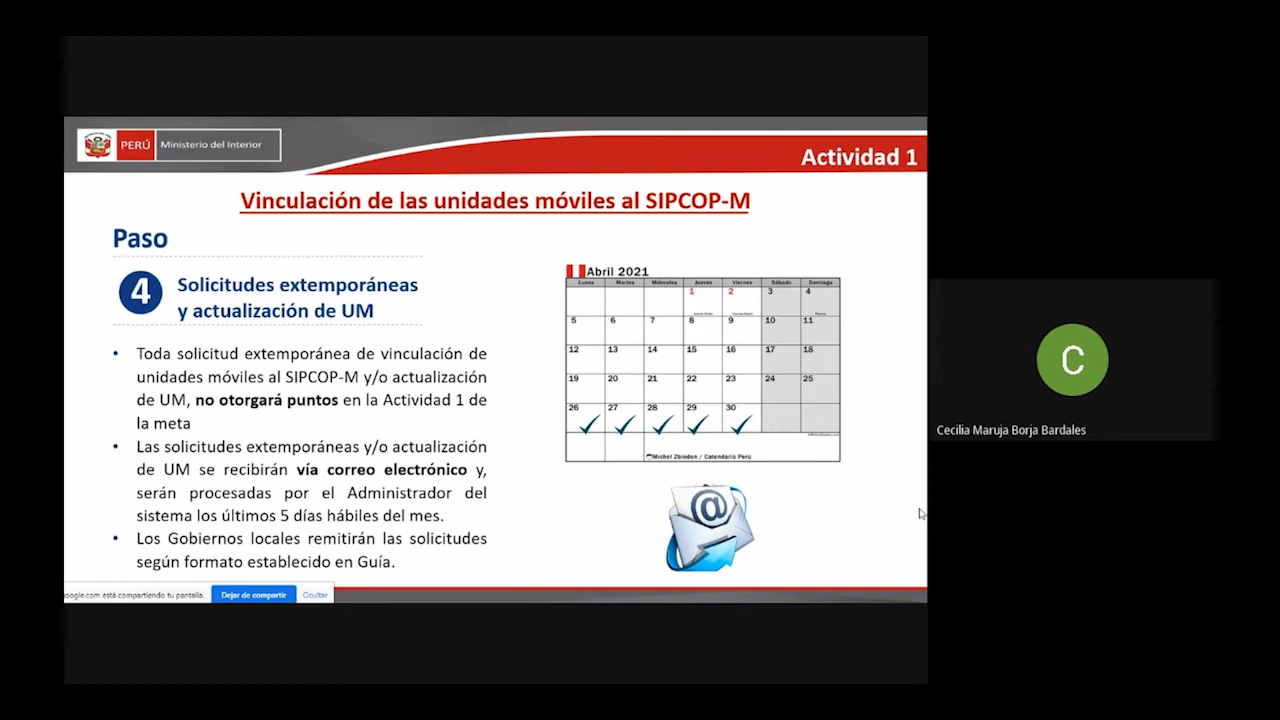 PERÚ Ministerio del Interior
Actividad 1
Vinculación de las unidades móviles al SIPCOP-M
Paso
4 Solicitudes extemporáneas
y actualización de UM
• Toda solicitud extemporánea de vinculación de
unidades móviles al SIPCOP-M y/o actualización
de UM, no otorgará puntos en la Actividad 1 de
la meta
• Las solicitudes extemporáneas y/o actualización
de UM se recibirán vía correo electrónico y,
serán procesadas por el Administrador del
sistema los últimos 5 días hábiles del mes.
• Los Gobiernos locales remitirán las solicitudes
según formato establecido en Guía.
Abril 2021
Lunes Martes Miércoles Jueves Viernes Sábado Domingo
1 2 3 4
5 6 7 8 9 10 11
12 13 14 15 16 17 18
19 20 21 22 23 24 25
26 27 28 29 30
Michel Zbinden / Calendario Perú
@
oogle.com está compartiendo tu pantalla. Dejar de compartir Ocultar
C
Cecilia Maruja Borja Bardales